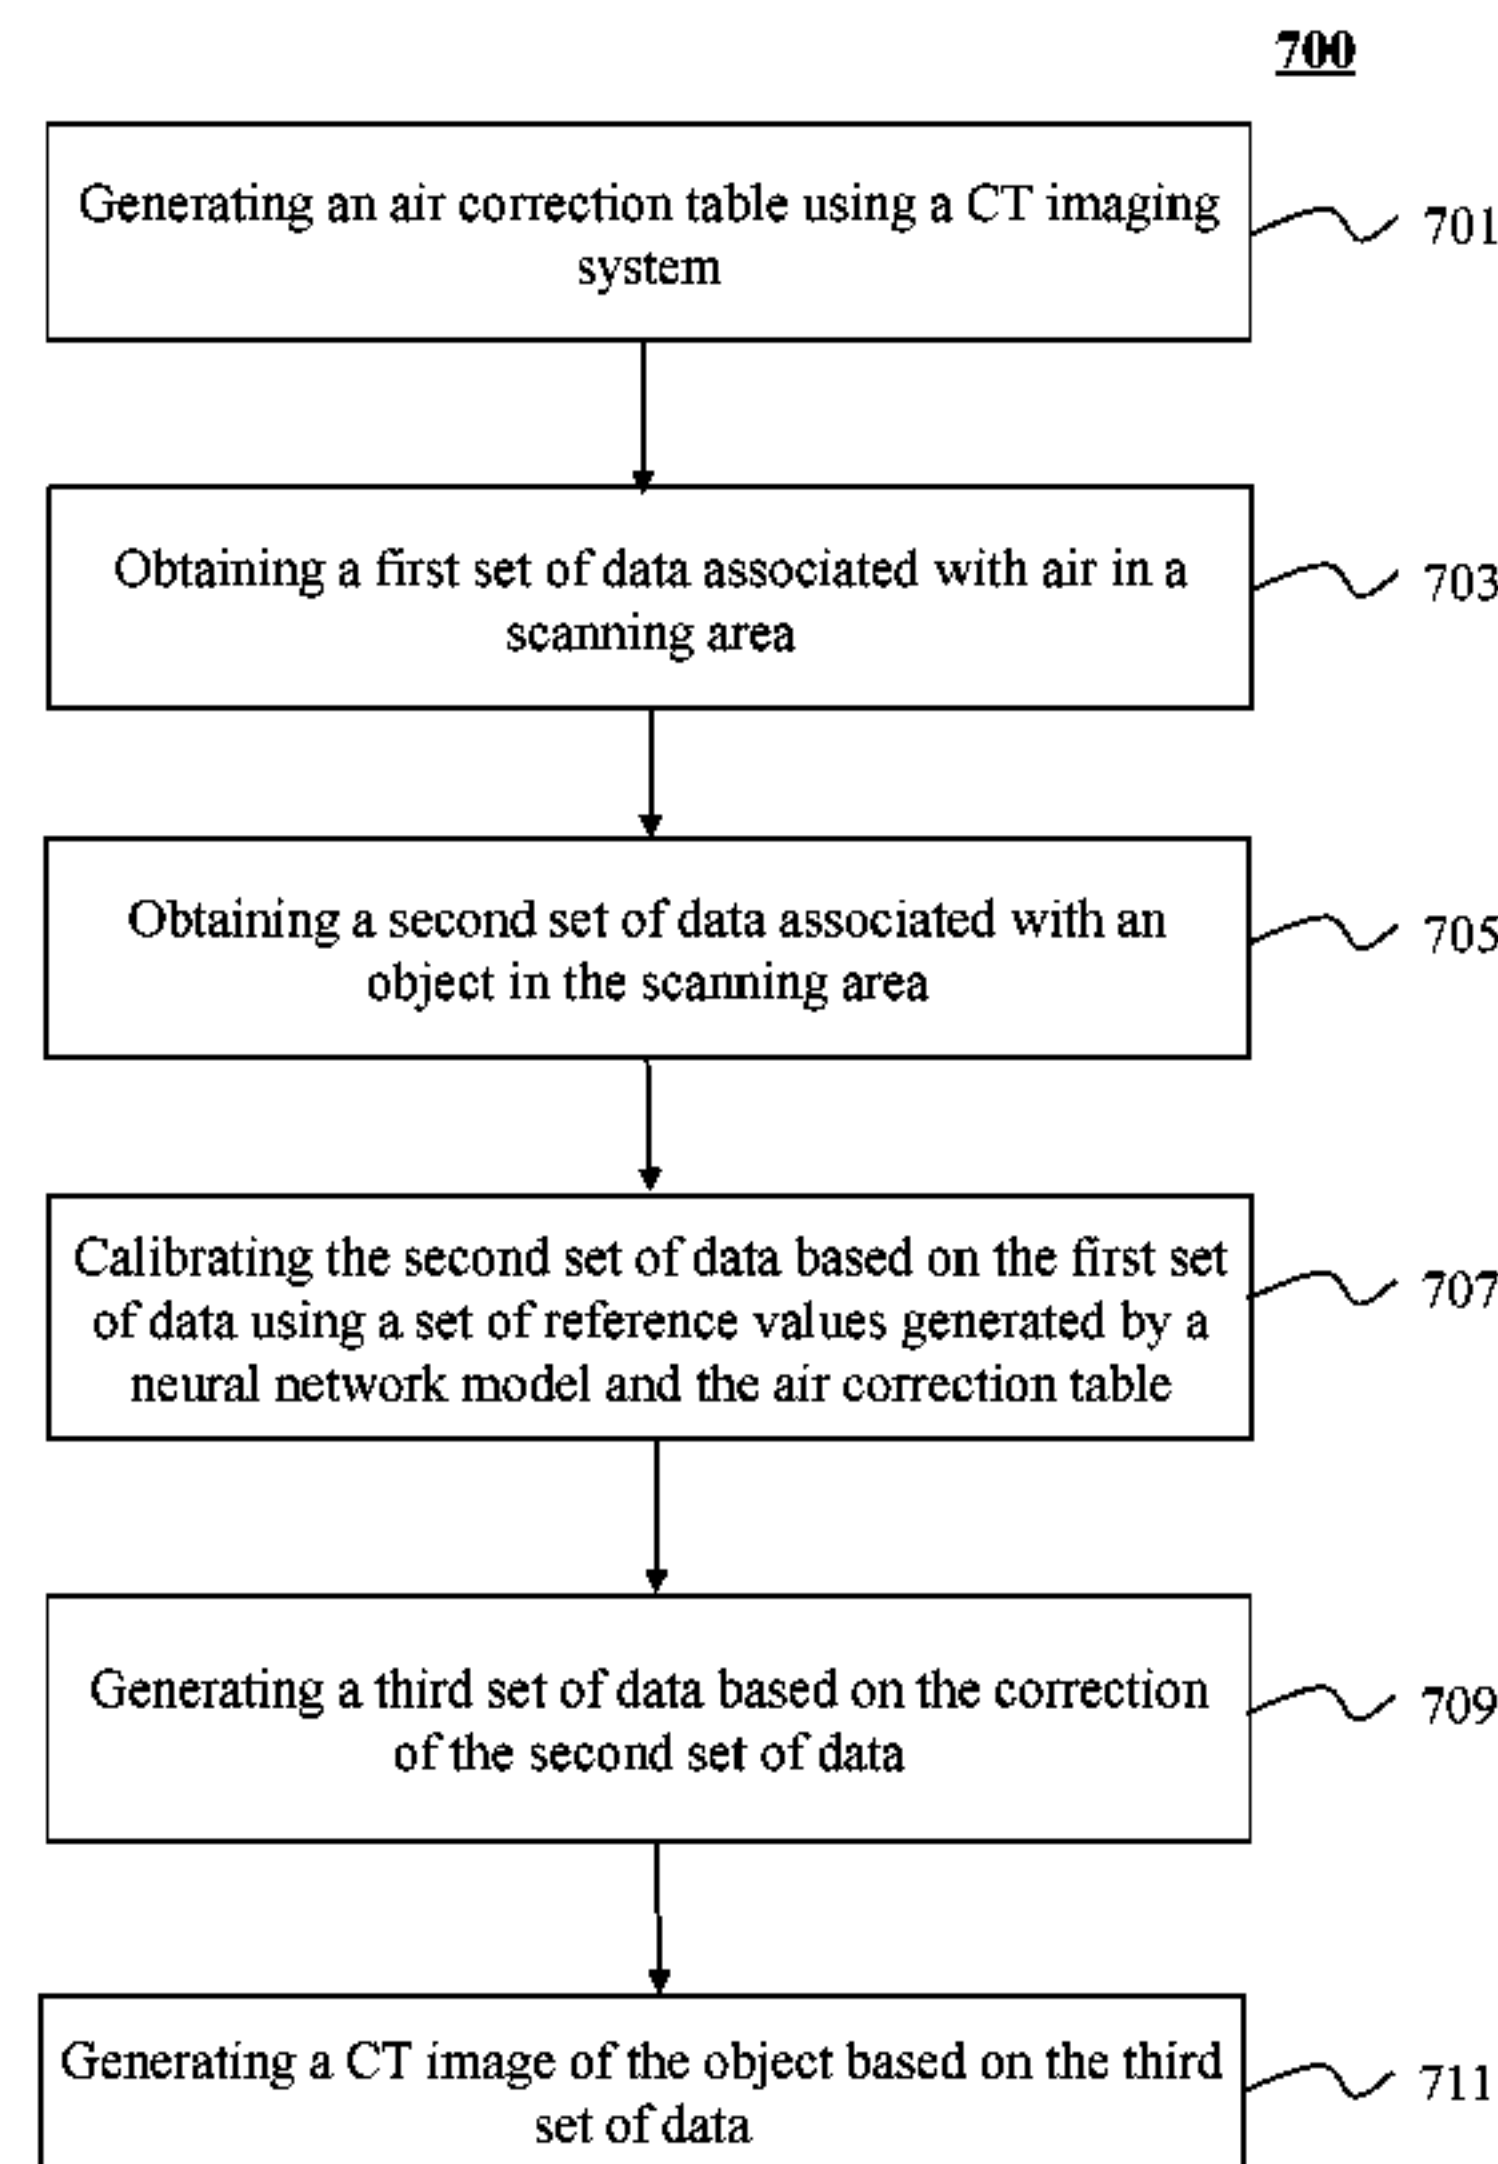 700
Generating an air correction table using a CT imaging
system
701
Obtaining a first set of data associated with air in a
scanning area
703
Obtaining a second set of data associated with an
object in the scanning area
705
Calibrating the second set of data based on the first set
of data using a set of reference values generated by a
neural network model and the air correction table
707
Generating a third set of data based on the correction
of the second set of data
709
Generating a CT image of the object based on the third
set of data
711